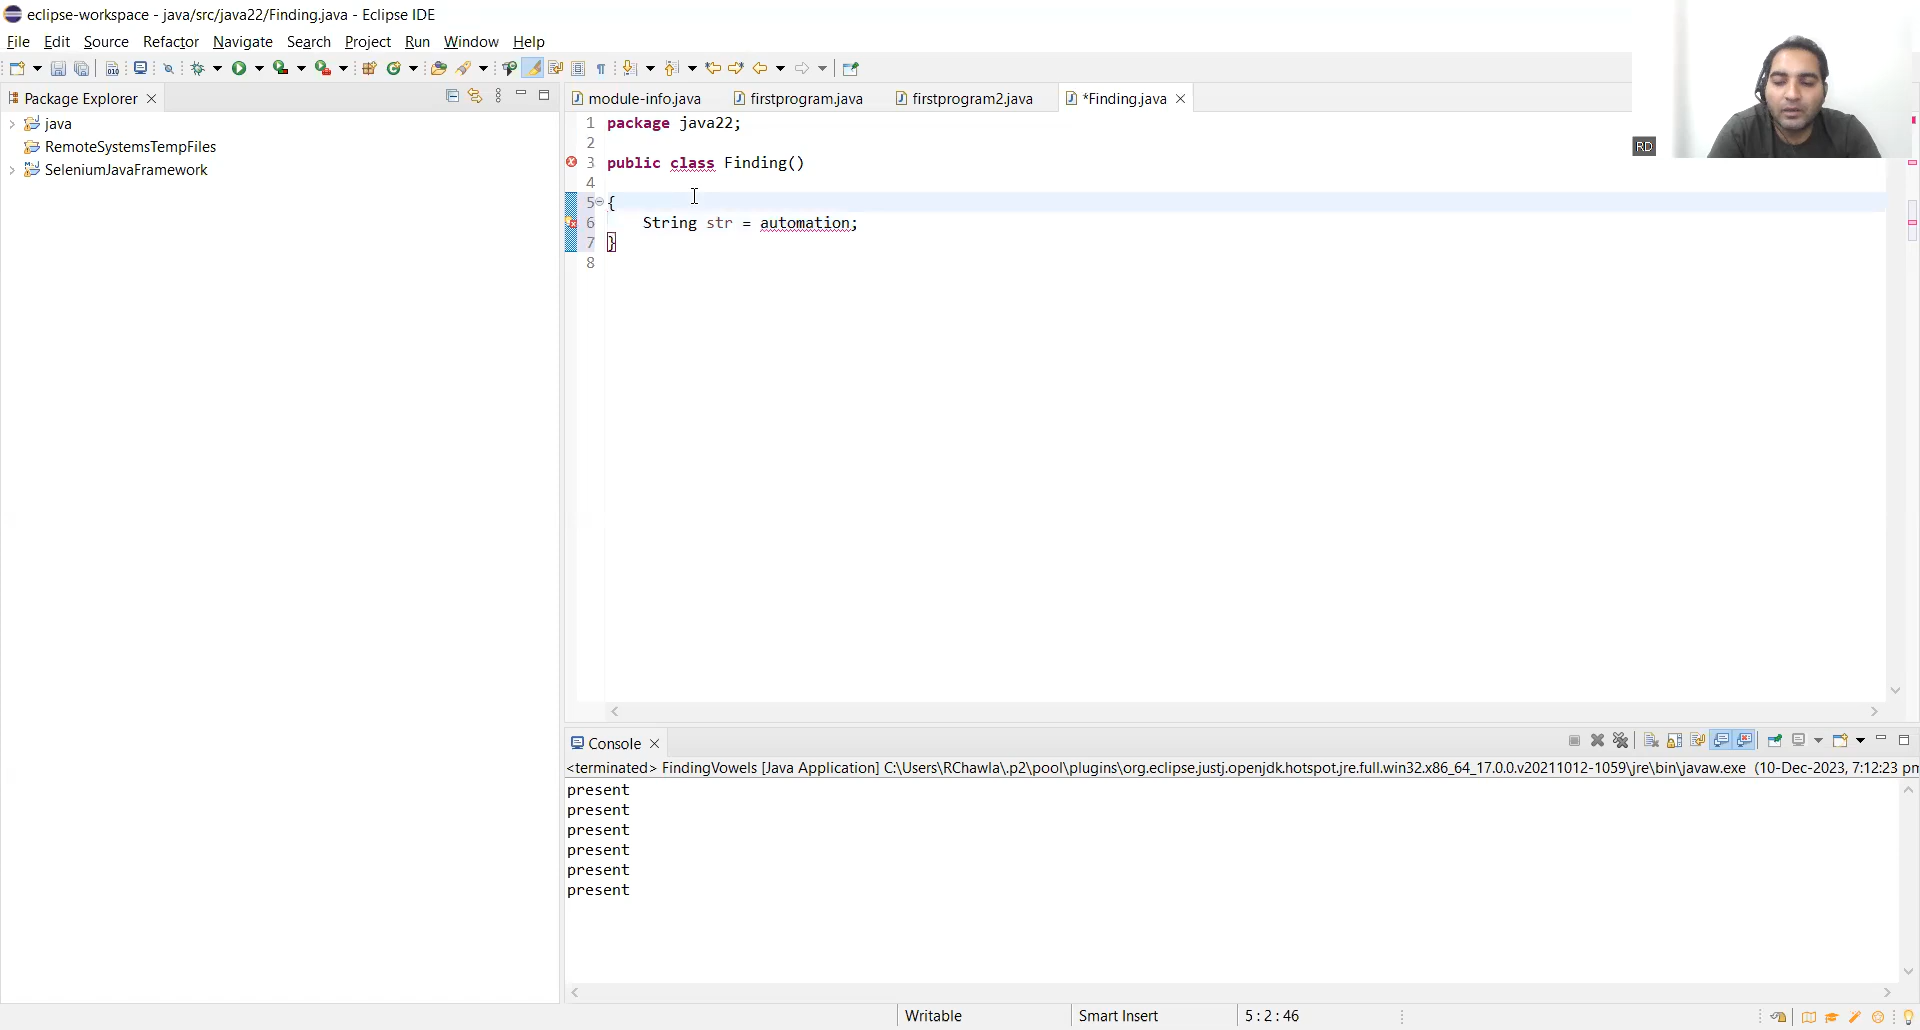 eclipse-workspace - java/src/java22/Finding.java - Eclipse IDE
File Edit Source Refactor Navigate Search Project Run Window Help
Package Explorer
module-info.java firstprogram.java firstprogram2.java *Finding.java
java
RemoteSystemsTempFiles
SeleniumJavaFramework
1 package java22;
2
3 public class Finding()
4
5 {
6 String str = automation;
7 }
8
RD
Console
<terminated> FindingVowels [Java Application] C:\Users\RChawla\.p2\pool\plugins\org.eclipse.justj.openjdk.hotspot.jre.full.win32.x86_64_17.0.0.v20211012-1059\jre\bin\javaw.exe (10-Dec-2023, 7:12:23 pm
present
present
present
present
present
present
Writable Smart Insert 5 : 2 : 46